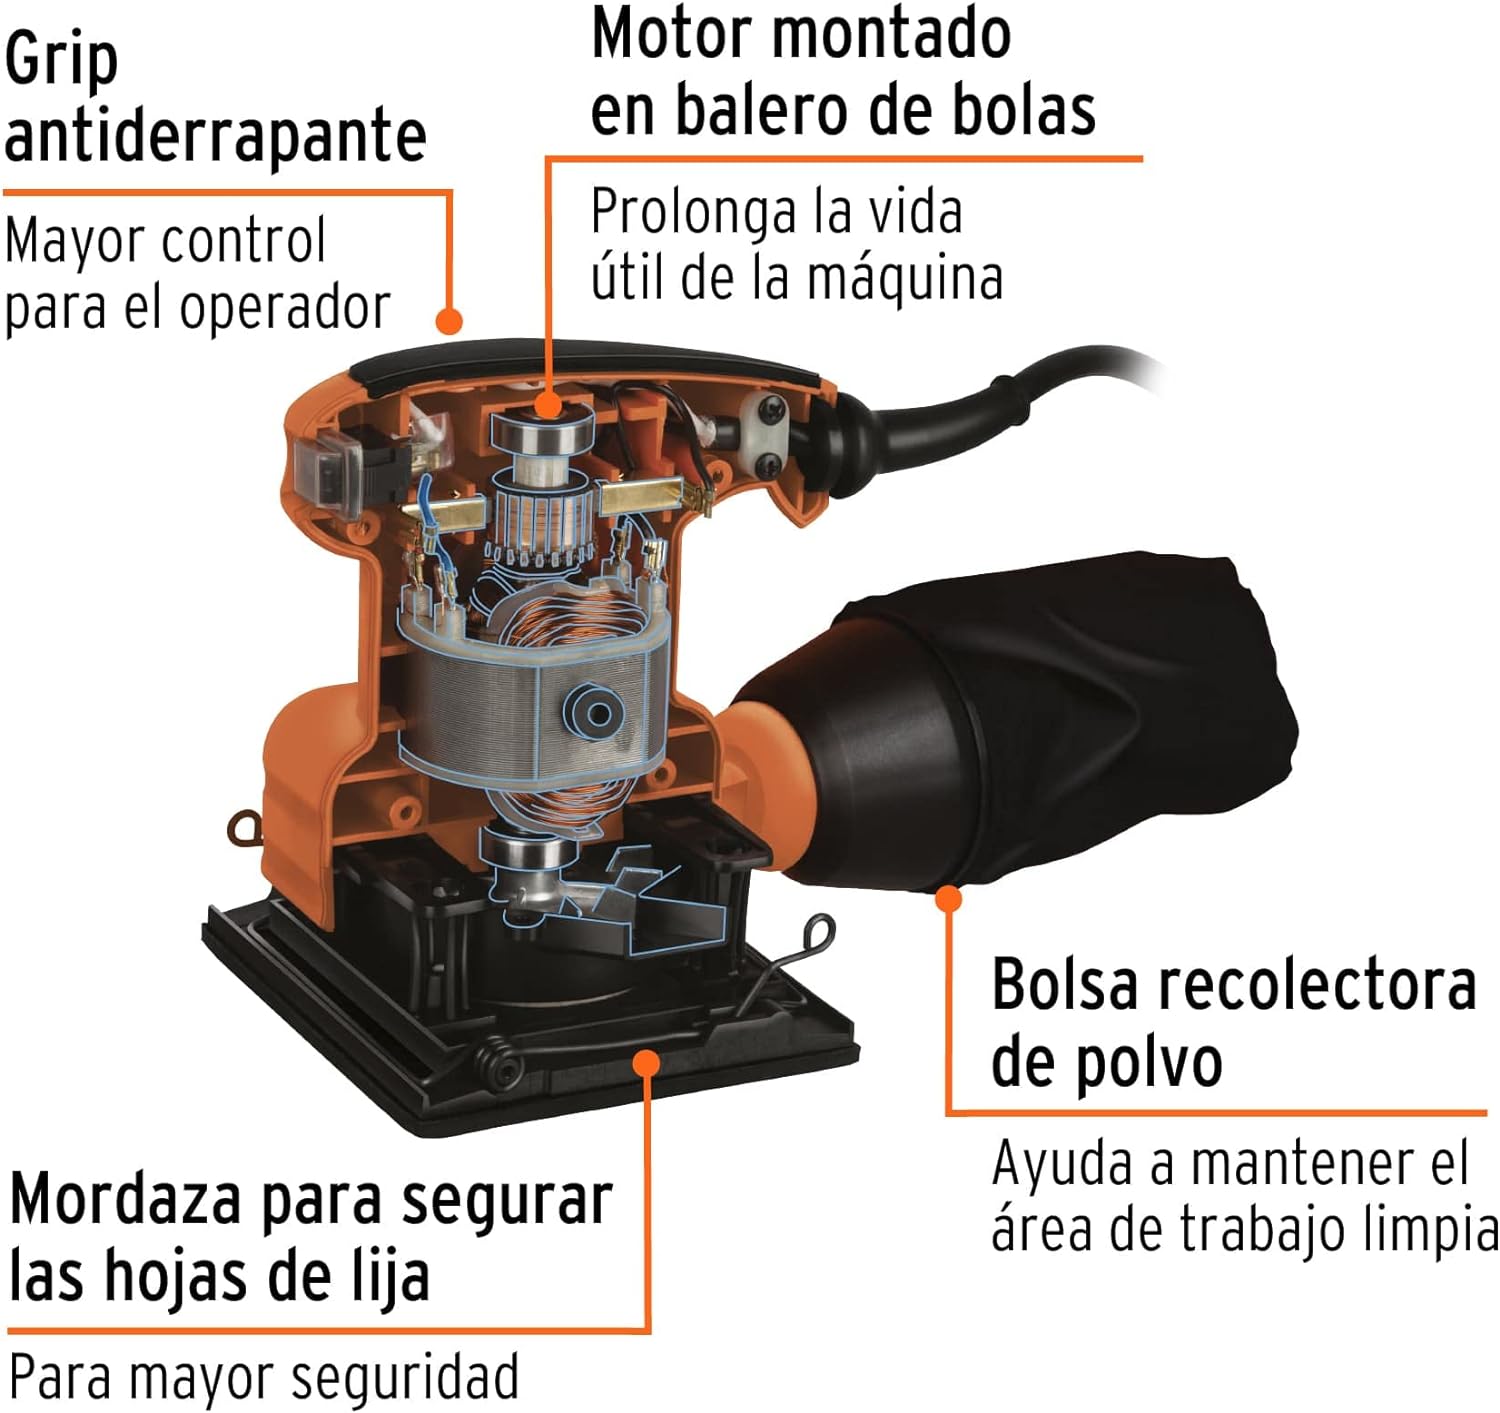 Grip
antiderrapante
Mayor control
para el operador
Motor montado
en balero de bolas
Prolonga la vida
útil de la máquina
Bolsa recolectora
de polvo
Ayuda a mantener el
área de trabajo limpia
Mordaza para segurar
las hojas de lija
Para mayor seguridad